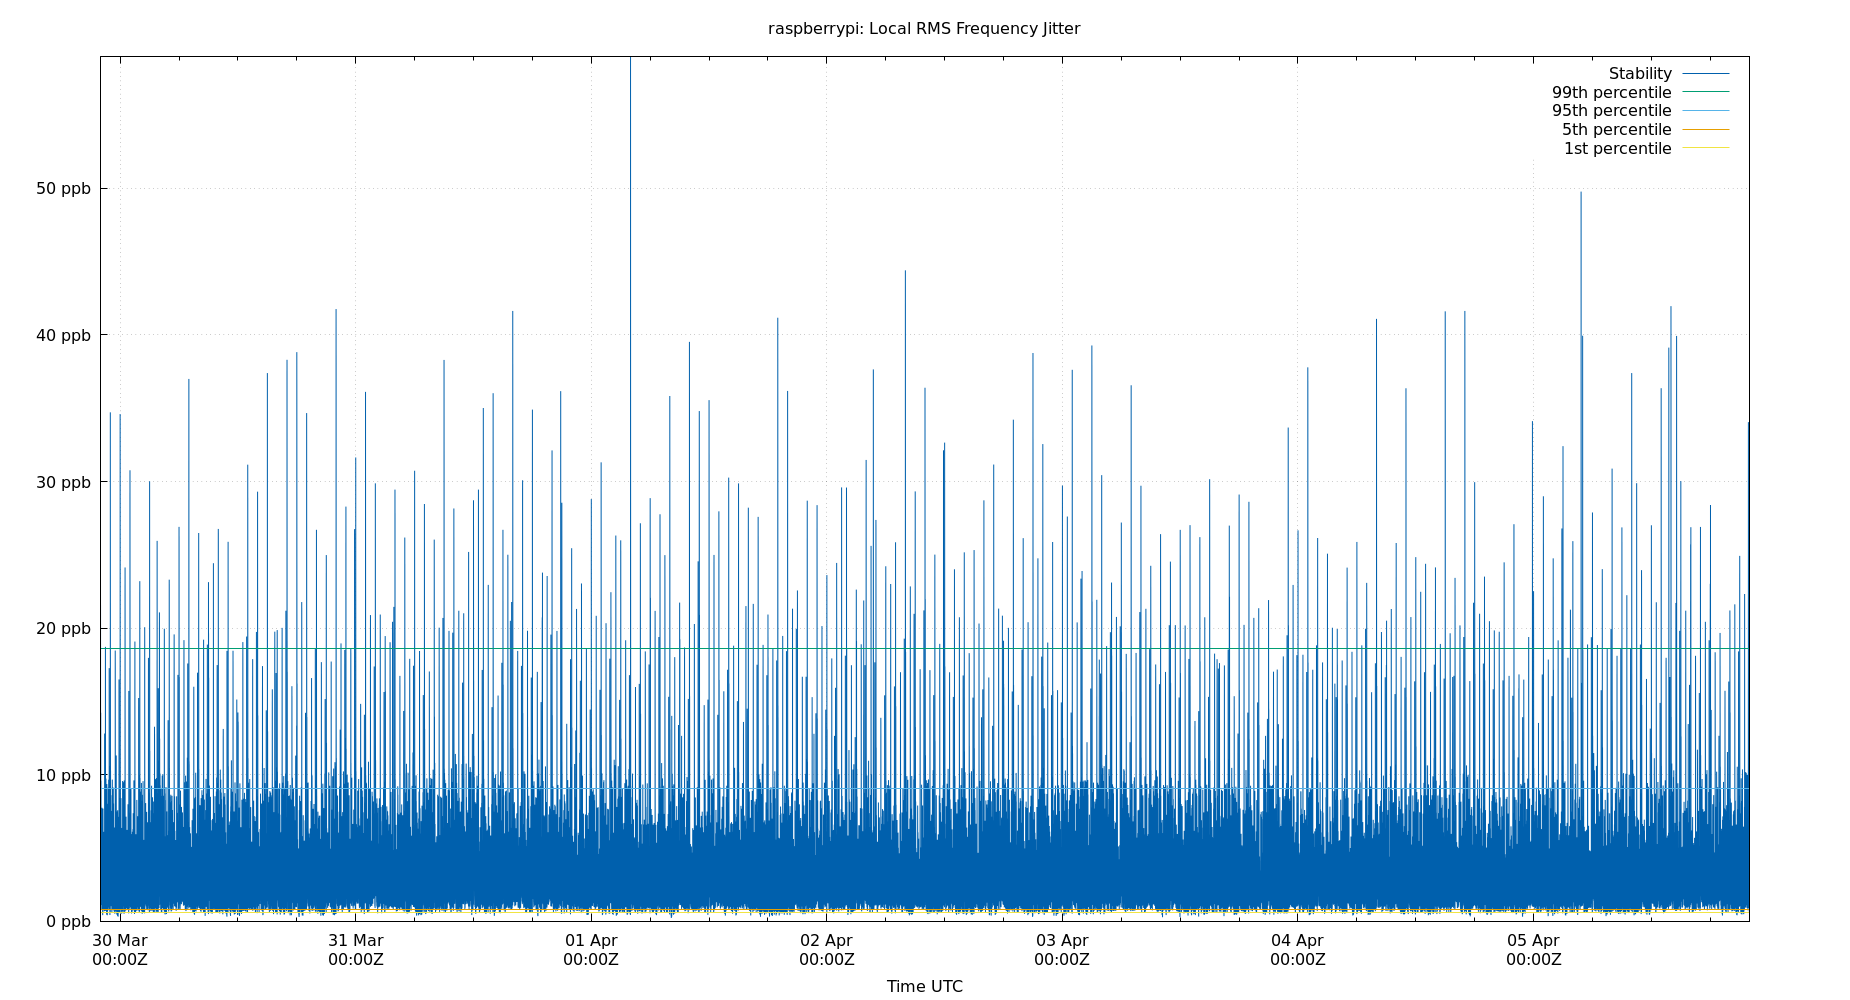 raspberrypi: Local RMS Frequency Jitter
Stability
99th percentile
95th percentile
5th percentile
1st percentile
50 ppb
40 ppb
30 ppb
20 ppb
10 ppb
0 ppb
30 Mar 31 Mar 01 Apr 02 Apr 03 Apr 04 Apr 05 Apr
00:00Z 00:00Z 00:00Z 00:00Z 00:00Z 00:00Z 00:00Z
Time UTC